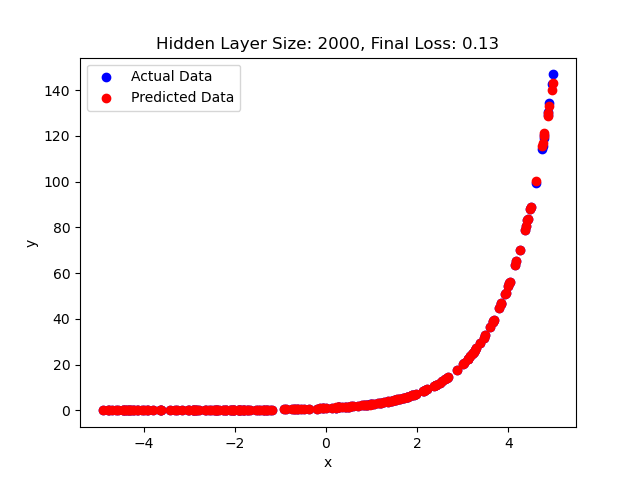 Hidden Layer Size: 2000, Final Loss: 0.13
Actual Data
Predicted Data
140
120
100
80
60
40
20
0
y
−4
−2
0
2
4
x